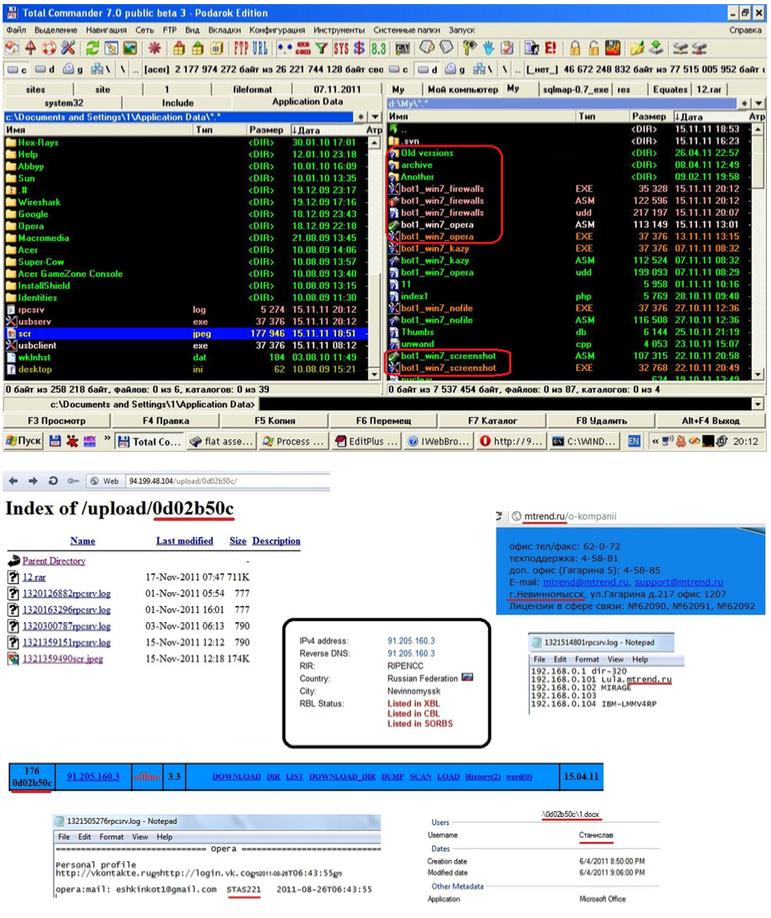 Total Commander 7.0 public beta 3 - Podarok Edition
Файл Выделение Навигация Сеть FTP Вид Вкладки Конфигурация Инструменты Системные папки Запуск Справка
c d g \ .. [acer] 2 177 974 272 байт из 26 221 744 128 байт сво
c d g \ .. [_нет_] 46 672 248 832 байт из 77 515 005 952 байт
sites site 1 fileformat 07.11.2011
system32 Include Application Data
My Мой компьютер My sqlmap-0.7_exe res Equates 12.rar
c:\Documents and Settings\1\Application Data\*.*
Имя Тип Размер ↓Дата Атр
Hex-Rays <DIR> 30.01.10 17:01
Help <DIR> 12.01.10 23:18
Abbyy <DIR> 10.01.10 16:09
Sun <DIR> 10.01.10 13:35
.# <DIR> 19.12.09 23:17
Wireshark <DIR> 19.12.09 17:16
Google <DIR> 18.12.09 23:43
Opera <DIR> 18.12.09 22:18
Macromedia <DIR> 21.08.09 13:45
Acer <DIR> 10.08.09 14:06
Super-Cow <DIR> 10.08.09 13:57
Acer GameZone Console <DIR> 10.08.09 13:40
InstallShield <DIR> 10.08.09 13:15
Identities <DIR> 10.08.09 11:30
rpcsrv log 5 274 15.11.11 20:12
usbserv exe 37 376 15.11.11 20:12
scr jpeg 177 946 15.11.11 18:51
usbclient exe 37 376 15.11.11 08:12
wklnhst dat 184 03.08.10 11:49
desktop ini 62 10.08.09 15:21
0 байт из 258 218 байт, файлов: 0 из 6, каталогов: 0 из 39
d:\My\*.*
Имя Тип Размер ↓Дата Атр
.. <DIR> 15.11.11 18:53
.svn <DIR> 15.11.11 16:23
Old versions <DIR> 26.04.11 22:57
archive <DIR> 08.04.11 12:49
Another <DIR> 09.02.11 19:58
bot1_win7_firewalls EXE 35 328 15.11.11 20:12
bot1_win7_firewalls ASM 122 596 15.11.11 20:12
bot1_win7_firewalls udd 217 197 15.11.11 20:07
bot1_win7_opera ASM 113 149 15.11.11 13:01
bot1_win7_opera EXE 37 376 13.11.11 13:15
bot1_win7_kazy EXE 37 376 07.11.11 08:32
bot1_win7_kazy ASM 112 524 07.11.11 08:32
bot1_win7_opera udd 199 093 07.11.11 08:29
11 5 958 01.11.11 10:16
index1 php 5 769 28.10.11 09:48
bot1_win7_nofile EXE 37 376 27.10.11 12:36
bot1_win7_nofile ASM 116 508 27.10.11 12:36
Thumbs db 6 144 25.10.11 21:19
unwand cpp 4 053 23.10.11 15:07
bot1_win7_screenshot ASM 107 315 22.10.11 20:58
bot1_win7_screenshot EXE 32 768 22.10.11 20:49
0 байт из 7 537 454 байт, файлов: 0 из 87, каталогов: 0 из 4
c:\Documents and Settings\1\Application Data>
F3 Просмотр F4 Правка F5 Копия F6 Перемещ F7 Каталог F8 Удалить Alt+F4 Выход
Пуск Total Co... flat asse... Process ... EditPlus ... IWebBro... http://9... C:\WIND... EN 20:12
Web 94.199.48.104/upload/0d02b50c/
Index of /upload/0d02b50c
Name Last modified Size Description
Parent Directory -
12.rar 17-Nov-2011 07:47 711K
1320126882rpcsrv.log 01-Nov-2011 05:54 777
1320163296rpcsrv.log 01-Nov-2011 16:01 777
1320300787rpcsrv.log 03-Nov-2011 06:13 790
1321359151rpcsrv.log 15-Nov-2011 12:12 790
1321359490scr.jpeg 15-Nov-2011 12:18 174K
mtrend.ru/o-kompanii
офис тел/факс: 62-0-72
техподдержка: 4-58-81
доп. офис (Гагарина 5): 4-58-85
E-mail: mtrend@mtrend.ru, support@mtrend.ru
г.Невинномысск, ул.Гагарина д.217 офис 1207
Лицензии в сфере связи: №62090, №62091, №62092
IPv4 address: 91.205.160.3
Reverse DNS: 91.205.160.3
RIR: RIPENCC
Country: Russian Federation
City: Nevinnomyssk
RBL Status: Listed in XBL
Listed in CBL
Listed in SORBS
1321514801rpcsrv.log - Notepad
File Edit Format View Help
192.168.0.1 dir-320
192.168.0.101 Lula.mtrend.ru
192.168.0.102 MIRAGE
192.168.0.103
192.168.0.104 IBM-LMMV4RP
176 0d02b50c 91.205.160.3 offline 3.3 DOWNLOAD DIR LIST DOWNLOAD_DIR DUMP SCAN LOAD History(2) word(0) 15.04.11
1321505276rpcsrv.log - Notepad
File Edit Format View Help
============================ Opera ============================
Personal profile
opera:mail: eshkinkot1@gmail.com STAS221 2011-08-26T06:43:55
\0d02b50c\1.docx
Users
Username Станислав
Dates
Creation date 6/4/2011 8:50:00 PM
Modified date 6/4/2011 9:06:00 PM
Other Metadata
Application Microsoft Office